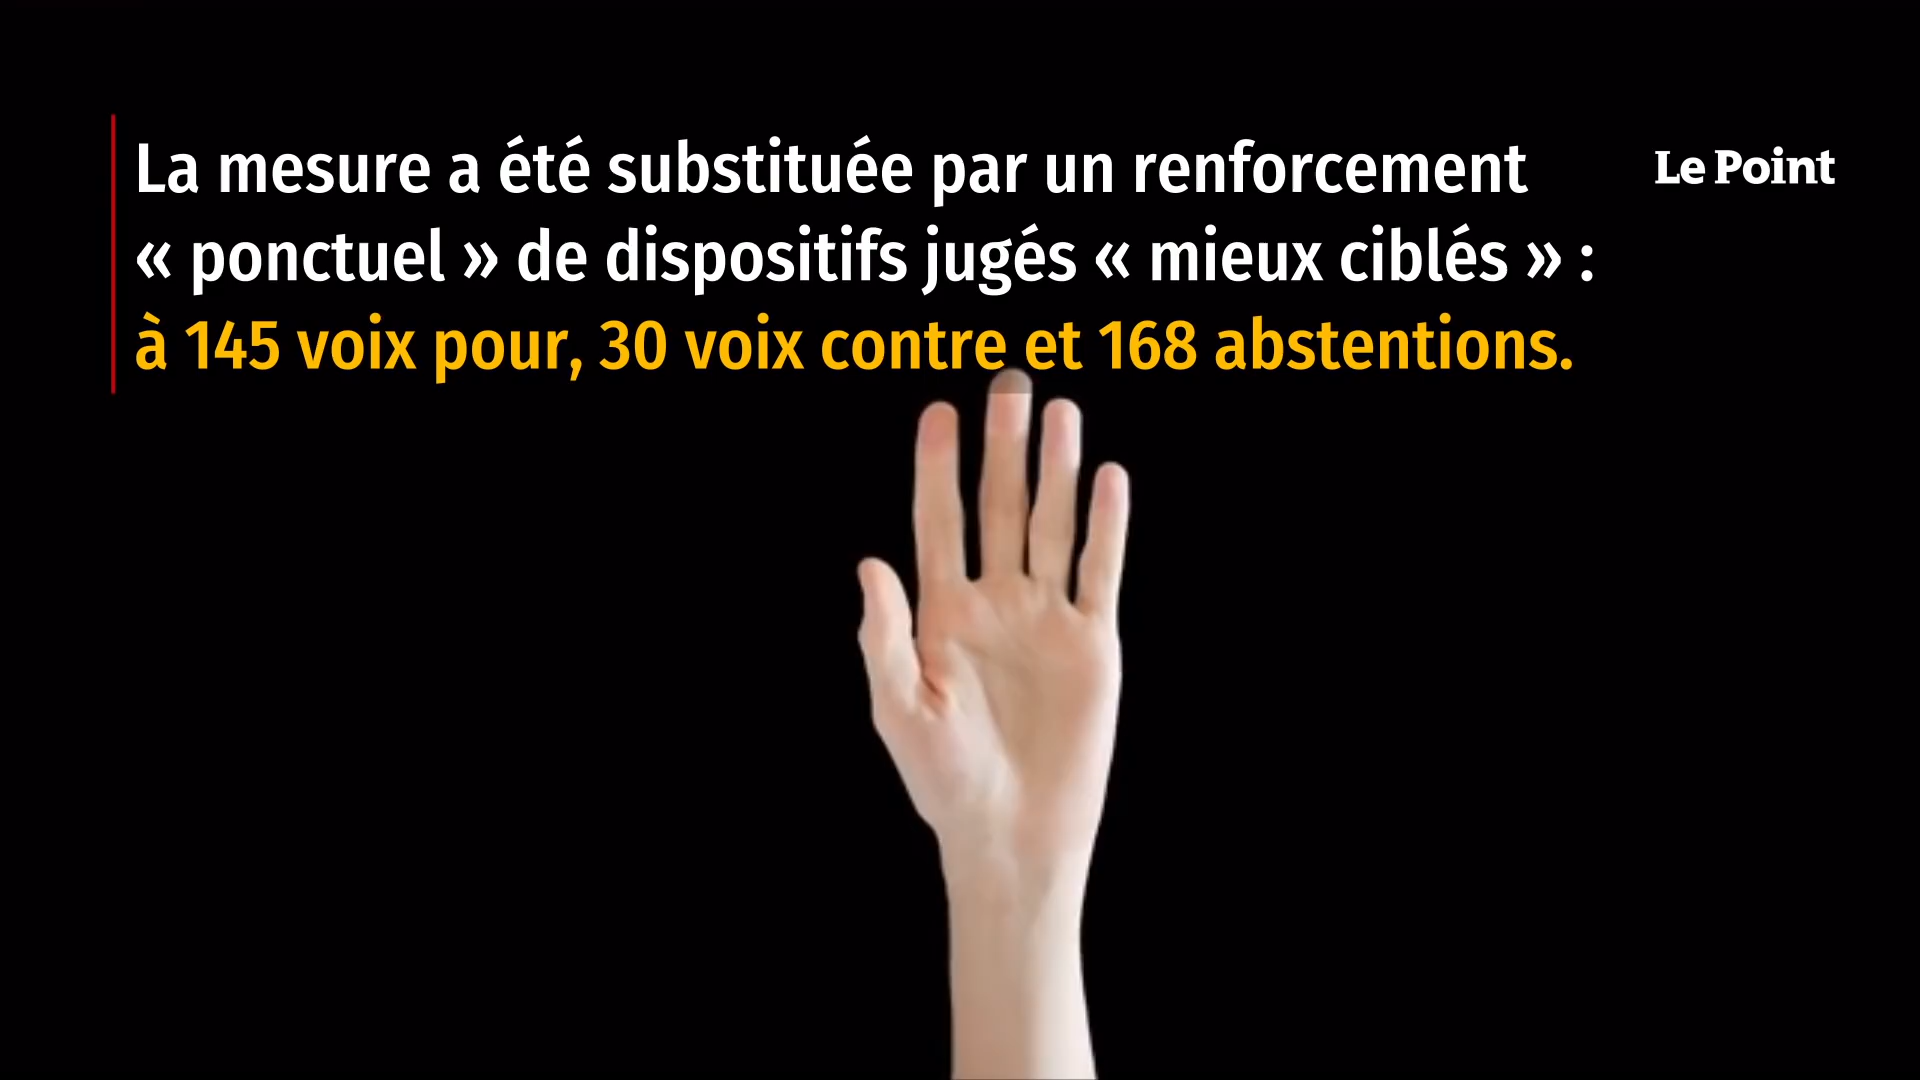 La mesure a été substituée par un renforcement
« ponctuel » de dispositifs jugés « mieux ciblés » :
à 145 voix pour, 30 voix contre et 168 abstentions.
Le Point